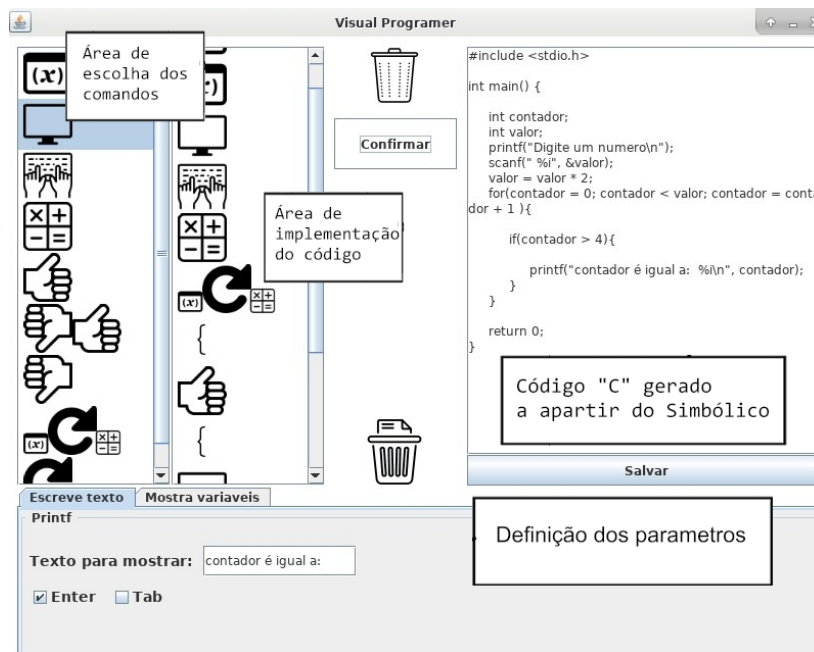 Visual Programer
Área de
escolha dos
comandos
(x)
Confirmar
Área de
implementação
do código
(x)
{
{
(x)
#include <stdio.h>
int main() {
int contador;
int valor;
printf("Digite um numero\n");
scanf(" %i", &valor);
valor = valor * 2;
for(contador = 0; contador < valor; contador = conta
dor + 1 ){
if(contador > 4){
printf("contador é igual a:  %i\n", contador);
}
}
return 0;
}
Código "C" gerado
a apartir do Simbólico
Salvar
Escreve texto
Mostra variaveis
Printf
Texto para mostrar: contador é igual a:
Enter
Tab
Definição dos parametros